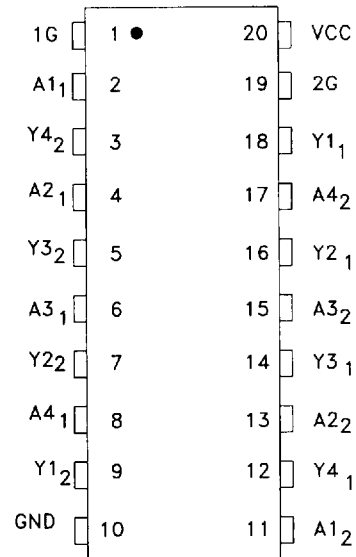 1G 1 20 VCC
A1₁ 2 19 2G
Y4₂ 3 18 Y1₁
A2₁ 4 17 A4₂
Y3₂ 5 16 Y2₁
A3₁ 6 15 A3₂
Y2₂ 7 14 Y3₁
A4₁ 8 13 A2₂
Y1₂ 9 12 Y4₁
GND 10 11 A1₂